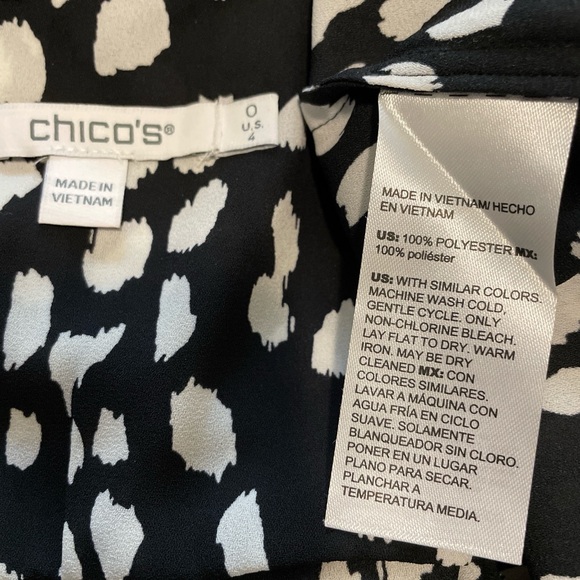 chico's®
0
U.S.
4
MADE IN
VIETNAM
MADE IN VIETNAM/ HECHO
EN VIETNAM
US: 100% POLYESTER MX:
100% poliéster
US: WITH SIMILAR COLORS.
MACHINE WASH COLD,
GENTLE CYCLE. ONLY
NON-CHLORINE BLEACH.
LAY FLAT TO DRY. WARM
IRON. MAY BE DRY
CLEANED MX: CON
COLORES SIMILARES.
LAVAR A MÁQUINA CON
AGUA FRÍA EN CICLO
SUAVE. SOLAMENTE
BLANQUEADOR SIN CLORO.
PONER EN UN LUGAR
PLANO PARA SECAR.
PLANCHAR A
TEMPERATURA MEDIA.